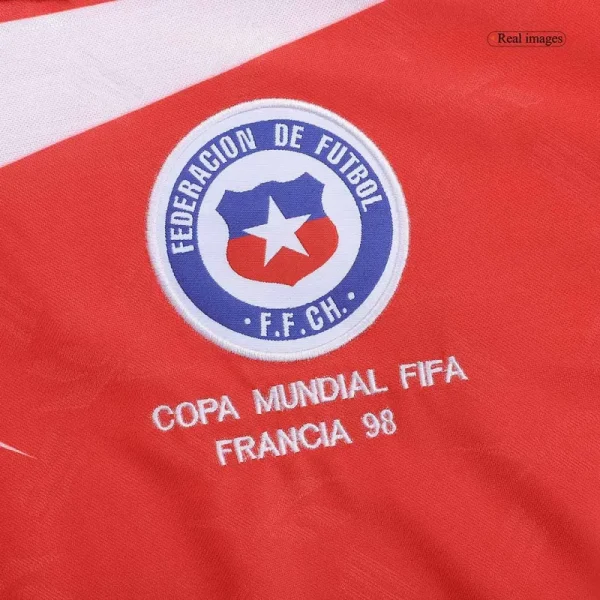 Real images
FEDERACION DE FUTBOL
· F.F.CH. ·
COPA MUNDIAL FIFA
FRANCIA 98